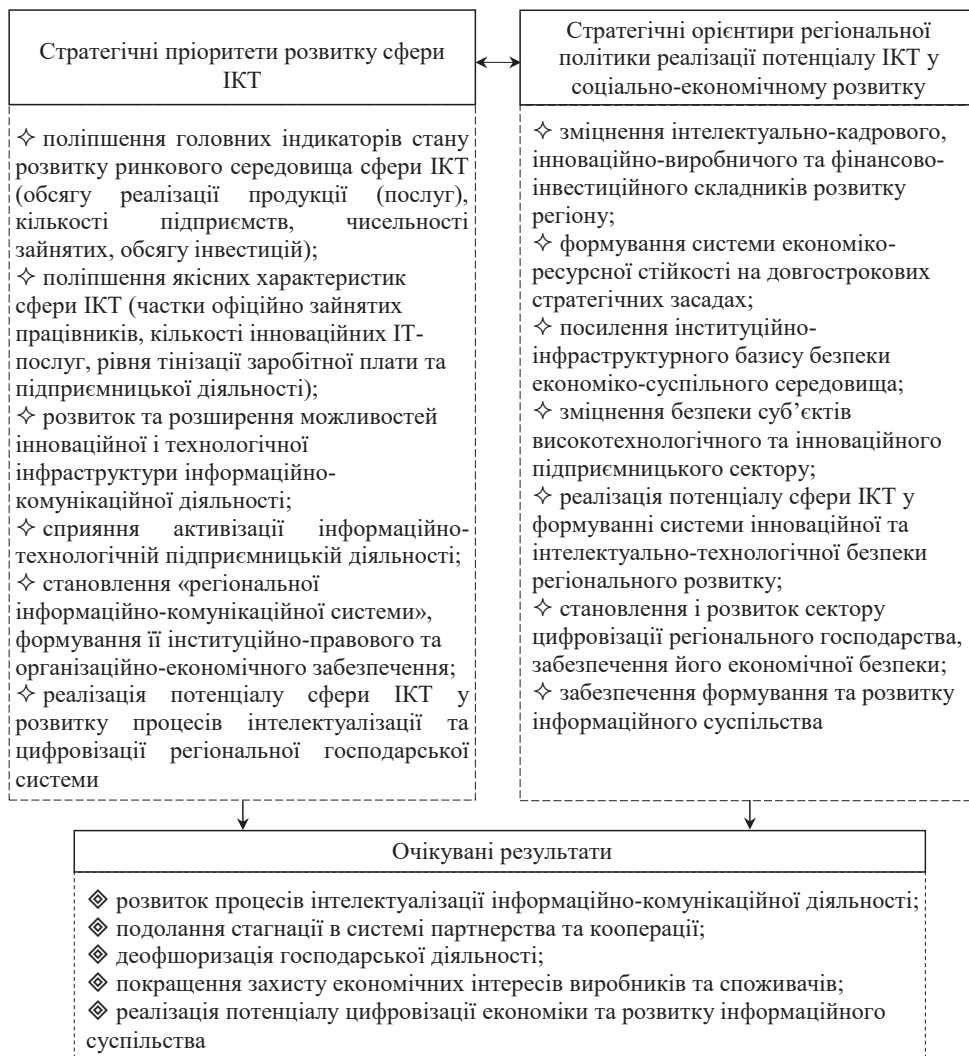 Стратегічні пріоритети розвитку сфери
ІКТ
✧ поліпшення головних індикаторів стану
розвитку ринкового середовища сфери ІКТ
(обсягу реалізації продукції (послуг),
кількості підприємств, чисельності
зайнятих, обсягу інвестицій);
✧ поліпшення якісних характеристик
сфери ІКТ (частки офіційно зайнятих
працівників, кількості інноваційних ІТ-
послуг, рівня тінізації заробітної плати та
підприємницької діяльності);
✧ розвиток та розширення можливостей
інноваційної і технологічної
інфраструктури інформаційно-
комунікаційної діяльності;
✧ сприяння активізації інформаційно-
технологічній підприємницькій діяльності;
✧ становлення «регіональної
інформаційно-комунікаційної системи»,
формування її інституційно-правового та
організаційно-економічного забезпечення;
✧ реалізація потенціалу сфери ІКТ у
розвитку процесів інтелектуалізації та
цифровізації регіональної господарської
системи
Стратегічні орієнтири регіональної
політики реалізації потенціалу ІКТ у
соціально-економічному розвитку
✧ зміцнення інтелектуально-кадрового,
інноваційно-виробничого та фінансово-
інвестиційного складників розвитку
регіону;
✧ формування системи економіко-
ресурсної стійкості на довгострокових
стратегічних засадах;
✧ посилення інституційно-
інфраструктурного базису безпеки
економіко-суспільного середовища;
✧ зміцнення безпеки суб’єктів
високотехнологічного та інноваційного
підприємницького сектору;
✧ реалізація потенціалу сфери ІКТ у
формуванні системи інноваційної та
інтелектуально-технологічної безпеки
регіонального розвитку;
✧ становлення і розвиток сектору
цифровізації регіонального господарства,
забезпечення його економічної безпеки;
✧ забезпечення формування та розвитку
інформаційного суспільства
Очікувані результати
◈ розвиток процесів інтелектуалізації інформаційно-комунікаційної діяльності;
◈ подолання стагнації в системі партнерства та кооперації;
◈ деофшоризація господарської діяльності;
◈ покращення захисту економічних інтересів виробників та споживачів;
◈ реалізація потенціалу цифровізації економіки та розвитку інформаційного
суспільства